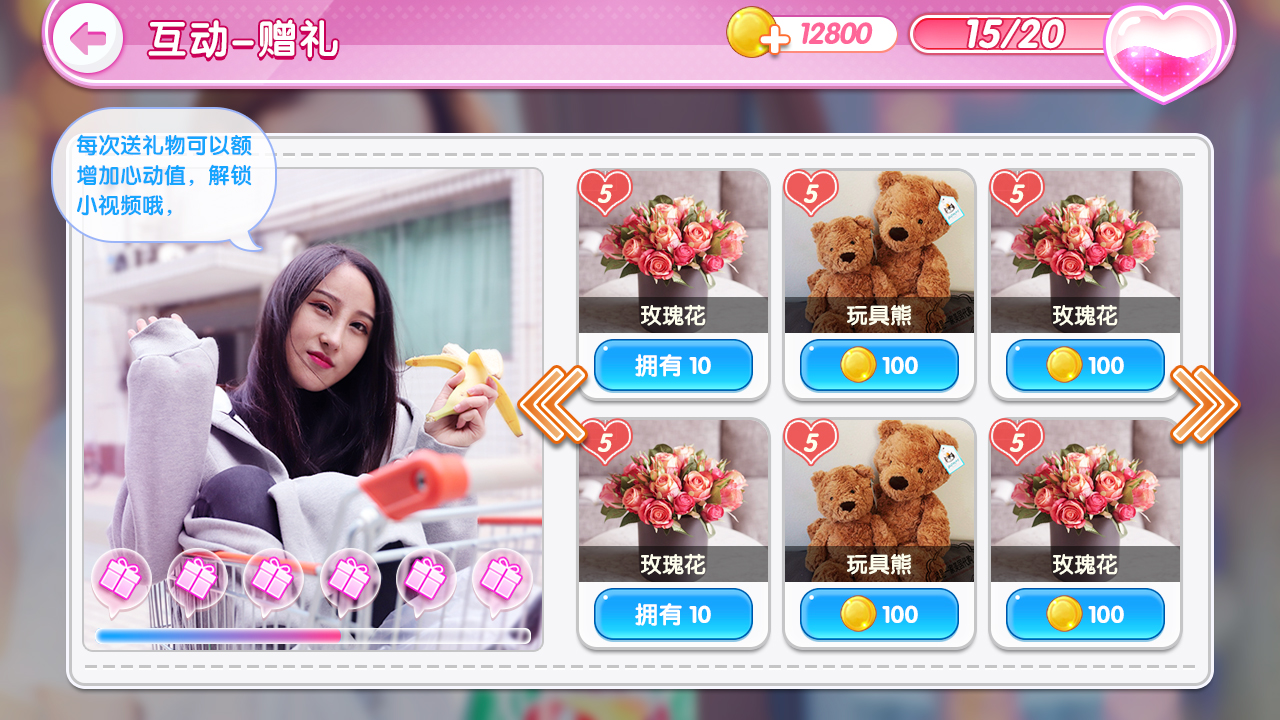 互动-赠礼
12800
15/20
每次送礼物可以额
增加心动值，解锁
小视频哦，
5
5
5
玫瑰花
玩具熊
玫瑰花
拥有 10
100
100
5
5
5
玫瑰花
玩具熊
玫瑰花
拥有 10
100
100